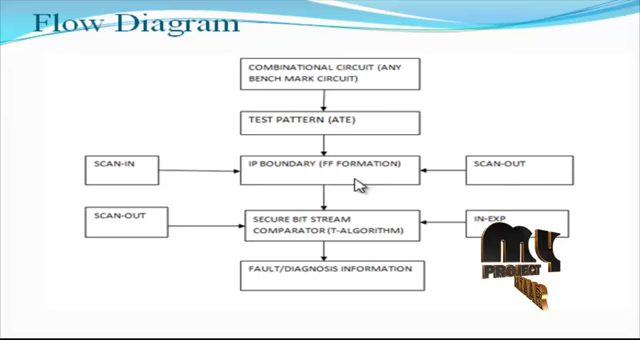 Flow Diagram
COMBINATIONAL CIRCUIT (ANY
BENCH MARK CIRCUIT)
TEST PATTERN (ATE)
SCAN-IN
IP BOUNDARY (FF FORMATION)
SCAN-OUT
SCAN-OUT
SECURE BIT STREAM
COMPARATOR (T-ALGORITHM)
IN-EXP
FAULT/DIAGNOSIS INFORMATION
MY
PROJECT